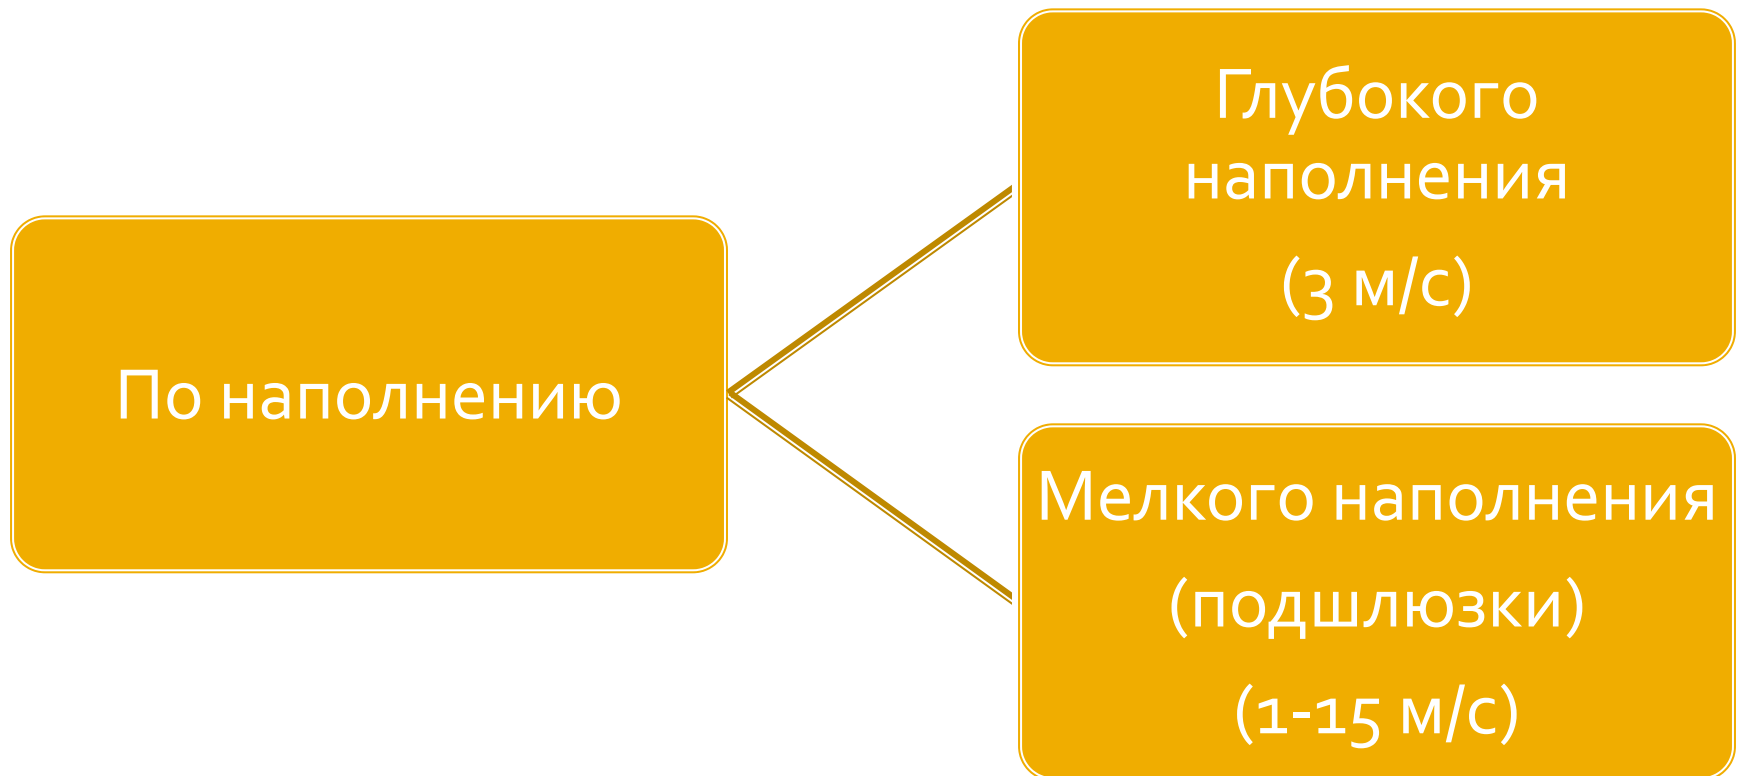 По наполнению
Глубокого
наполнения
(3 м/с)
Мелкого наполнения
(подшлюзки)
(1-15 м/с)